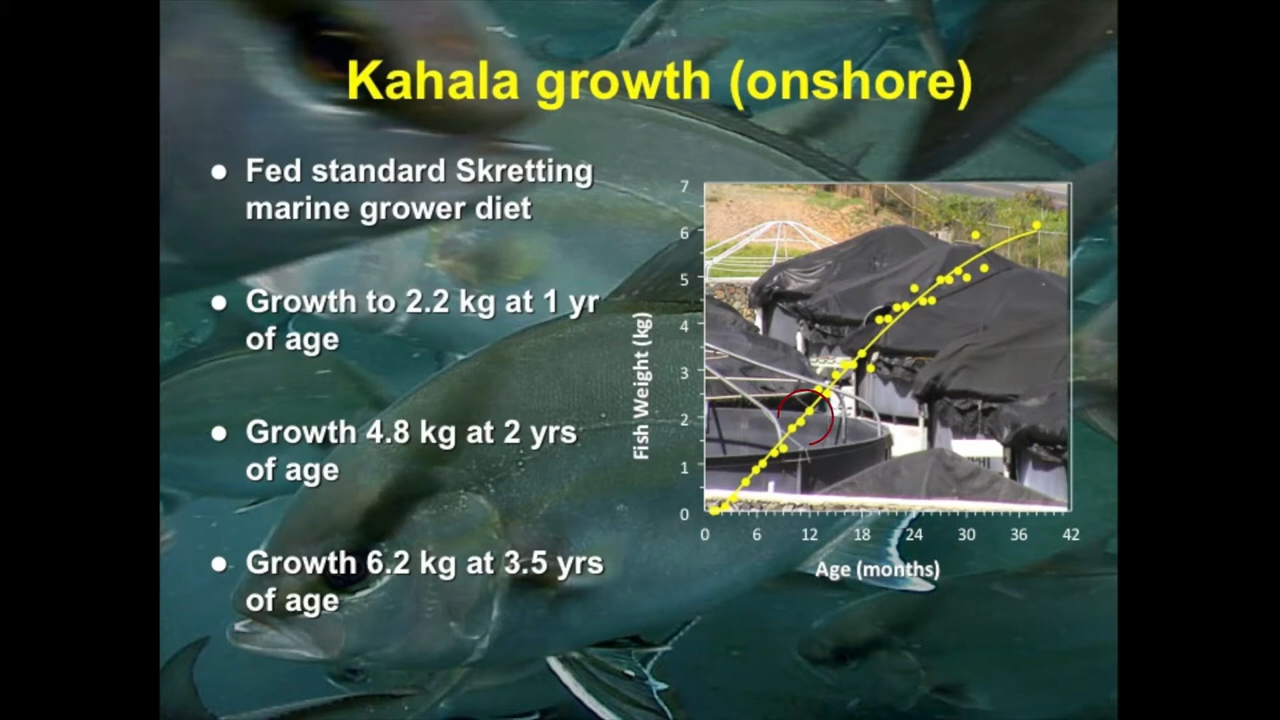 Kahala growth (onshore)
● Fed standard Skretting
marine grower diet
● Growth to 2.2 kg at 1 yr
of age
● Growth 4.8 kg at 2 yrs
of age
● Growth 6.2 kg at 3.5 yrs
of age
Fish Weight (kg)
7
6
5
4
3
2
1
0
0 6 12 18 24 30 36 42
Age (months)